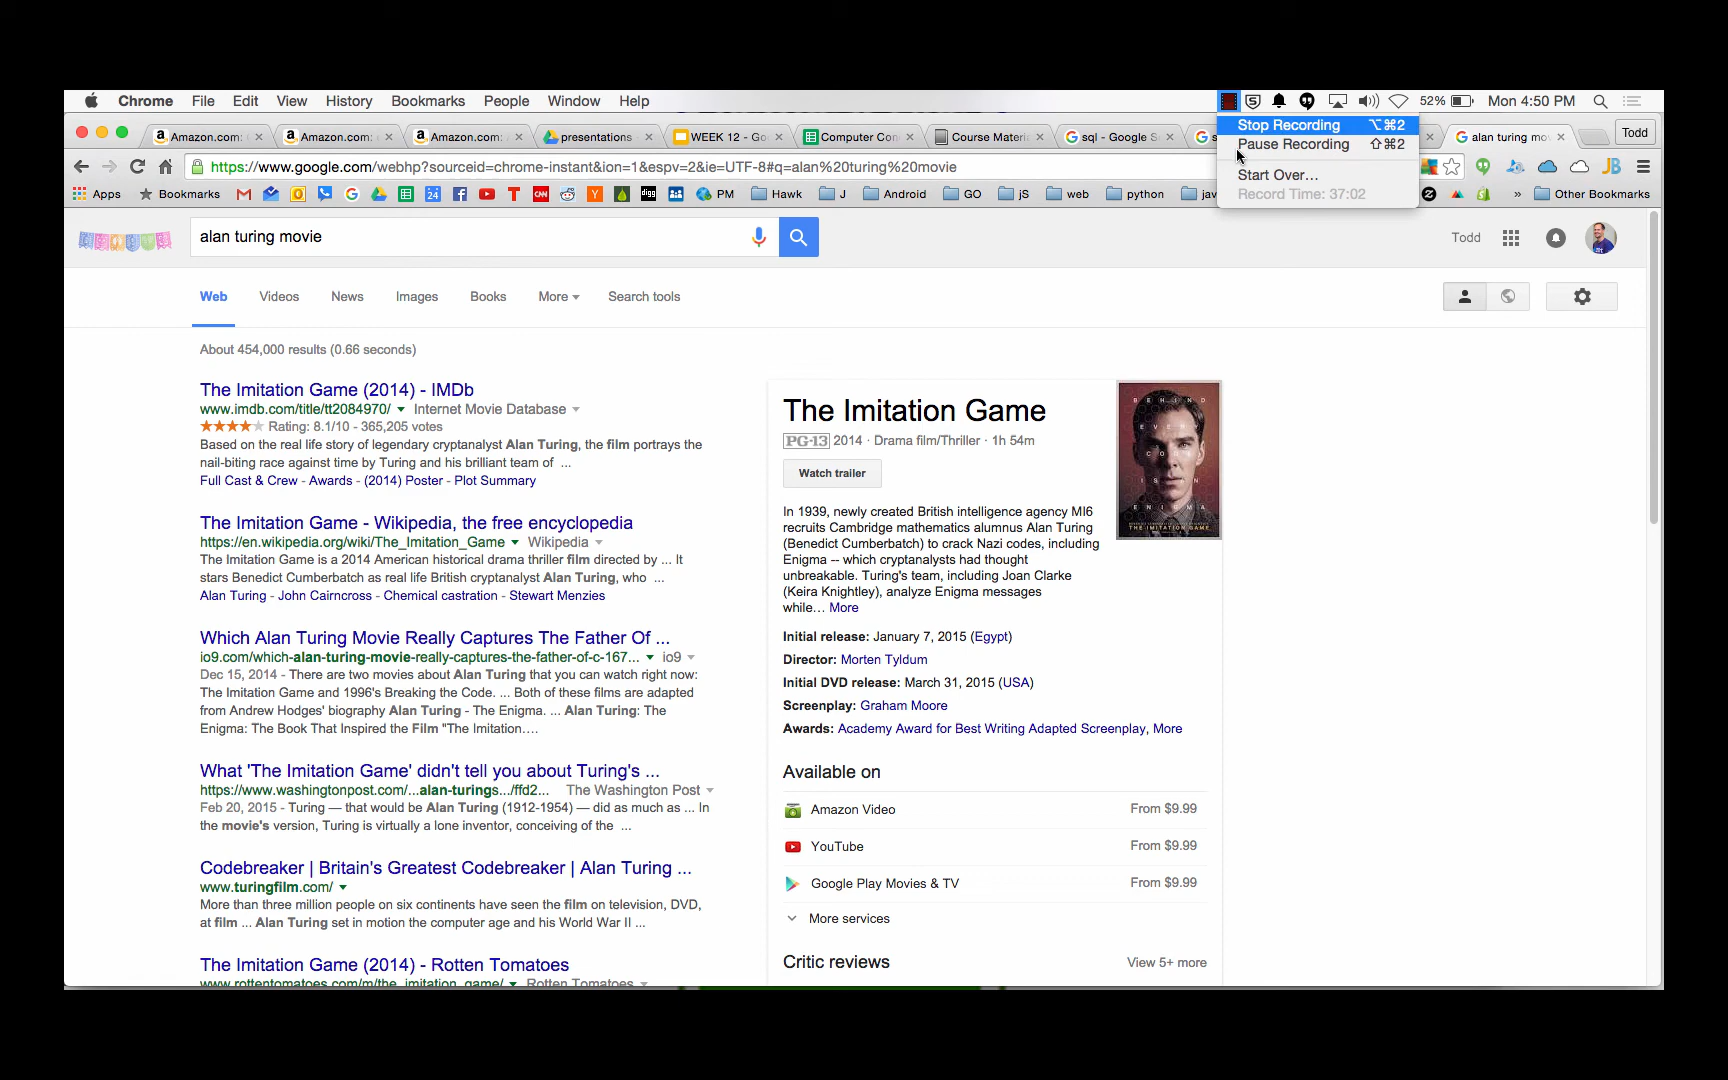 Chrome File Edit View History Bookmarks People Window Help 52% Mon 4:50 PM
Stop Recording ⌥⌘2
Pause Recording ⇧⌘2
Start Over...
Record Time: 37:02
Amazon.com: Amazon.com: Amazon.com: presentations WEEK 12 - Go Computer Con Course Materi sql - Google S alan turing mo Todd
https://www.google.com/webhp?sourceid=chrome-instant&ion=1&espv=2&ie=UTF-8#q=alan%20turing%20movie
Apps Bookmarks PM Hawk J Android GO jS web python jav » Other Bookmarks
alan turing movie
Todd
Web Videos News Images Books More Search tools
About 454,000 results (0.66 seconds)
The Imitation Game (2014) - IMDb
www.imdb.com/title/tt2084970/ Internet Movie Database
Rating: 8.1/10 - 365,205 votes
Based on the real life story of legendary cryptanalyst Alan Turing, the film portrays the
nail-biting race against time by Turing and his brilliant team of ...
Full Cast & Crew - Awards - (2014) Poster - Plot Summary
The Imitation Game - Wikipedia, the free encyclopedia
https://en.wikipedia.org/wiki/The_Imitation_Game Wikipedia
The Imitation Game is a 2014 American historical drama thriller film directed by ... It
stars Benedict Cumberbatch as real life British cryptanalyst Alan Turing, who ...
Alan Turing - John Cairncross - Chemical castration - Stewart Menzies
Which Alan Turing Movie Really Captures The Father Of ...
io9.com/which-alan-turing-movie-really-captures-the-father-of-c-167... io9
Dec 15, 2014 - There are two movies about Alan Turing that you can watch right now:
The Imitation Game and 1996's Breaking the Code. ... Both of these films are adapted
from Andrew Hodges' biography Alan Turing - The Enigma. ... Alan Turing: The
Enigma: The Book That Inspired the Film "The Imitation....
What 'The Imitation Game' didn't tell you about Turing's ...
https://www.washingtonpost.com/...alan-turings.../ffd2... The Washington Post
Feb 20, 2015 - Turing — that would be Alan Turing (1912-1954) — did as much as ... In
the movie's version, Turing is virtually a lone inventor, conceiving of the ...
Codebreaker | Britain's Greatest Codebreaker | Alan Turing ...
www.turingfilm.com/
More than three million people on six continents have seen the film on television, DVD,
at film ... Alan Turing set in motion the computer age and his World War II ...
The Imitation Game (2014) - Rotten Tomatoes
www.rottentomatoes.com/m/the_imitation_game/ Rotten Tomatoes
The Imitation Game
PG-13 2014 · Drama film/Thriller · 1h 54m
Watch trailer
In 1939, newly created British intelligence agency MI6
recruits Cambridge mathematics alumnus Alan Turing
(Benedict Cumberbatch) to crack Nazi codes, including
Enigma -- which cryptanalysts had thought
unbreakable. Turing's team, including Joan Clarke
(Keira Knightley), analyze Enigma messages
while... More
BEHIND
EVERY
CODE
IS AN
ENIGMA
THE IMITATION GAME
Initial release: January 7, 2015 (Egypt)
Director: Morten Tyldum
Initial DVD release: March 31, 2015 (USA)
Screenplay: Graham Moore
Awards: Academy Award for Best Writing Adapted Screenplay, More
Available on
Amazon Video From $9.99
YouTube From $9.99
Google Play Movies & TV From $9.99
More services
Critic reviews View 5+ more